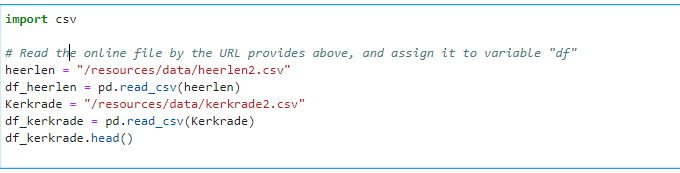 import csv
# Read the online file by the URL provides above, and assign it to variable "df"
heerlen = "/resources/data/heerlen2.csv"
df_heerlen = pd.read_csv(heerlen)
Kerkrade = "/resources/data/kerkrade2.csv"
df_kerkrade = pd.read_csv(Kerkrade)
df_kerkrade.head()